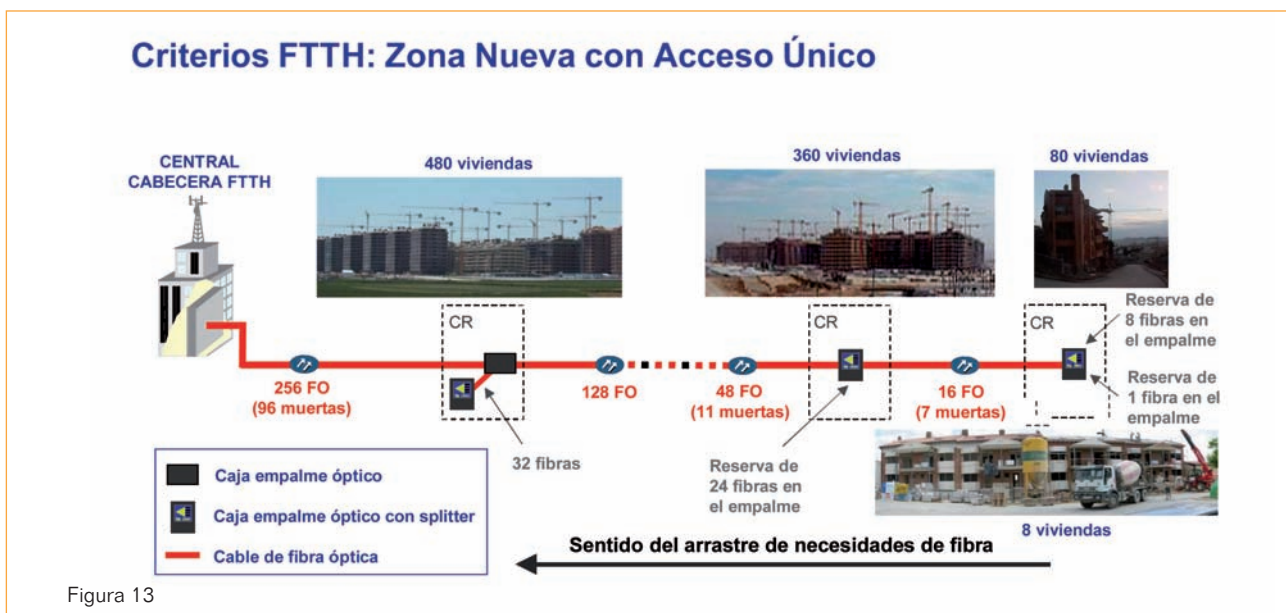 Criterios FTTH: Zona Nueva con Acceso Único
CENTRAL
CABECERA FTTH
480 viviendas
360 viviendas
80 viviendas
CR
CR
CR
Reserva de
8 fibras en
el empalme
Reserva de
1 fibra en el
empalme
256 FO
(96 muertas)
128 FO
48 FO
(11 muertas)
16 FO
(7 muertas)
32 fibras
Reserva de
24 fibras en
el empalme
8 viviendas
Caja empalme óptico
Caja empalme óptico con splitter
Cable de fibra óptica
Sentido del arrastre de necesidades de fibra
Figura 13